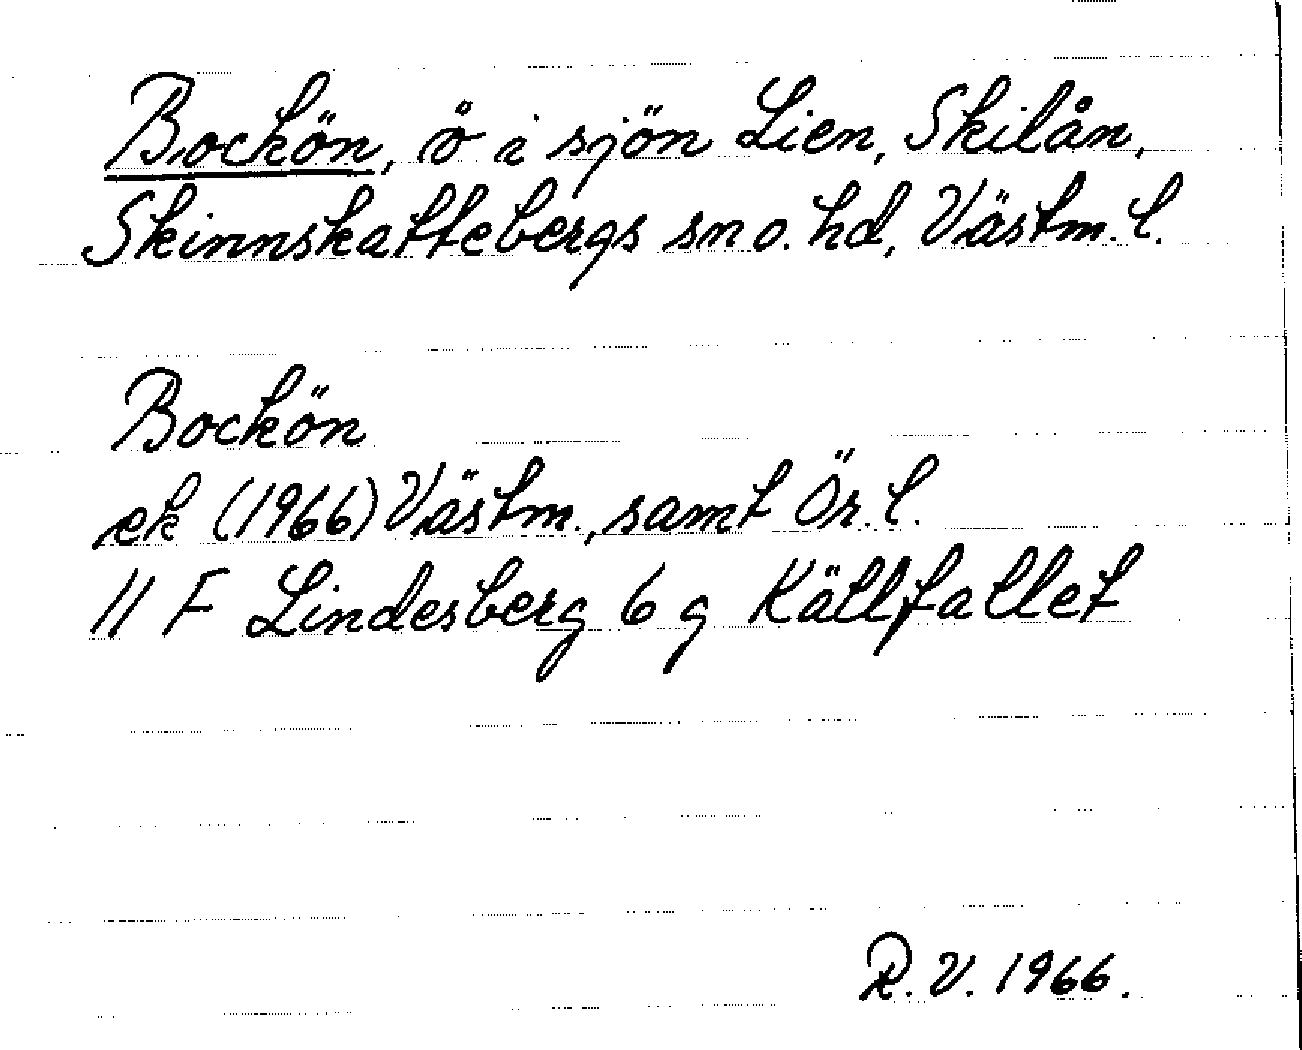 Bockön, ö i sjön Lien, Skilån,
Skinnskattebergs sn o. hd, Västm. l.
Bockön
ek (1966) Västm., samt Ör. l.
11 F Lindesberg 6 g Källfallet
R.V. 1966.